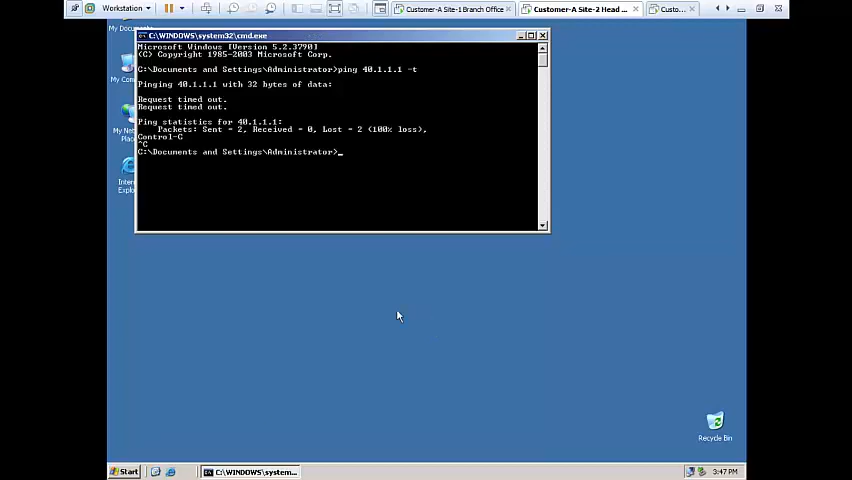 Workstation
Customer-A Site-1 Branch Office
Customer-A Site-2 Head ...
Custo...
My Docum
My Co
My Net
Place
Intern
Explo
C:\WINDOWS\system32\cmd.exe
Microsoft Windows [Version 5.2.3790]
(C) Copyright 1985-2003 Microsoft Corp.
C:\Documents and Settings\Administrator>ping 40.1.1.1 -t
Pinging 40.1.1.1 with 32 bytes of data:
Request timed out.
Request timed out.
Ping statistics for 40.1.1.1:
Packets: Sent = 2, Received = 0, Lost = 2 (100% loss),
Control-C
^C
C:\Documents and Settings\Administrator>_
Recycle Bin
Start
C:\WINDOWS\system...
3:47 PM